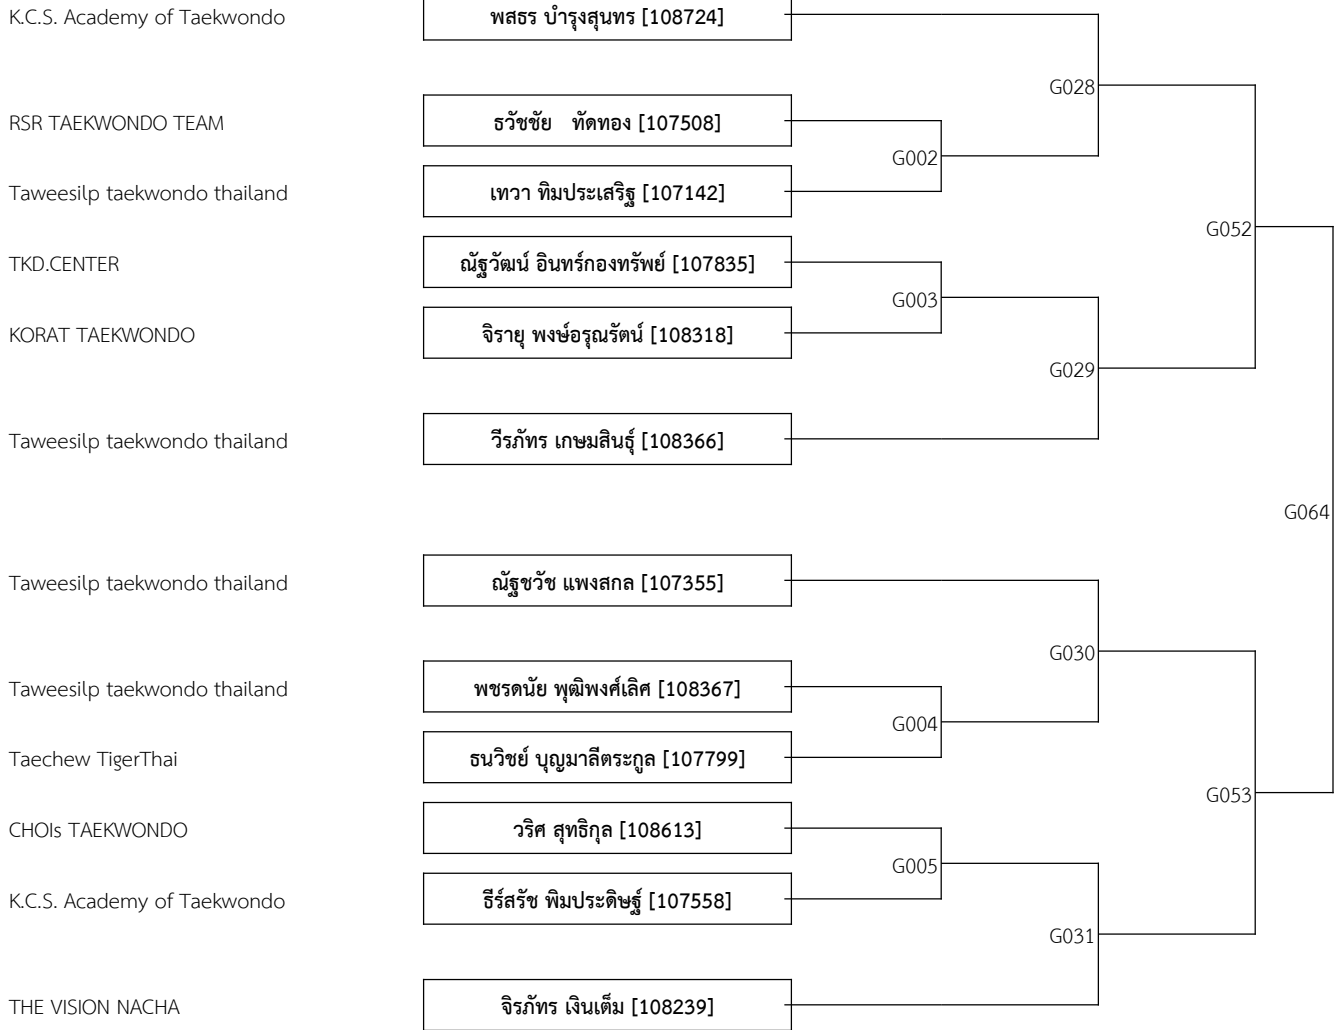 K.C.S. Academy of Taekwondo พสธร บำรุงสุนทร [108724]
G028
RSR TAEKWONDO TEAM ธวัชชัย ทัดทอง [107508]
G002
Taweesilp taekwondo thailand เทวา ทิมประเสริฐ [107142]
G052
TKD.CENTER ณัฐวัฒน์ อินทร์กองทรัพย์ [107835]
G003
KORAT TAEKWONDO จิรายุ พงษ์อรุณรัตน์ [108318]
G029
Taweesilp taekwondo thailand วีรภัทร เกษมสินธุ์ [108366]
G064
Taweesilp taekwondo thailand ณัฐชวัช แพงสกล [107355]
G030
Taweesilp taekwondo thailand พชรดนัย พุฒิพงศ์เลิศ [108367]
G004
Taechew TigerThai ธนวิชย์ บุญมาลีตระกูล [107799]
G053
CHOIs TAEKWONDO วริศ สุทธิกุล [108613]
G005
K.C.S. Academy of Taekwondo ธีร์สรัช พิมประดิษฐ์ [107558]
G031
THE VISION NACHA จิรภัทร เงินเต็ม [108239]